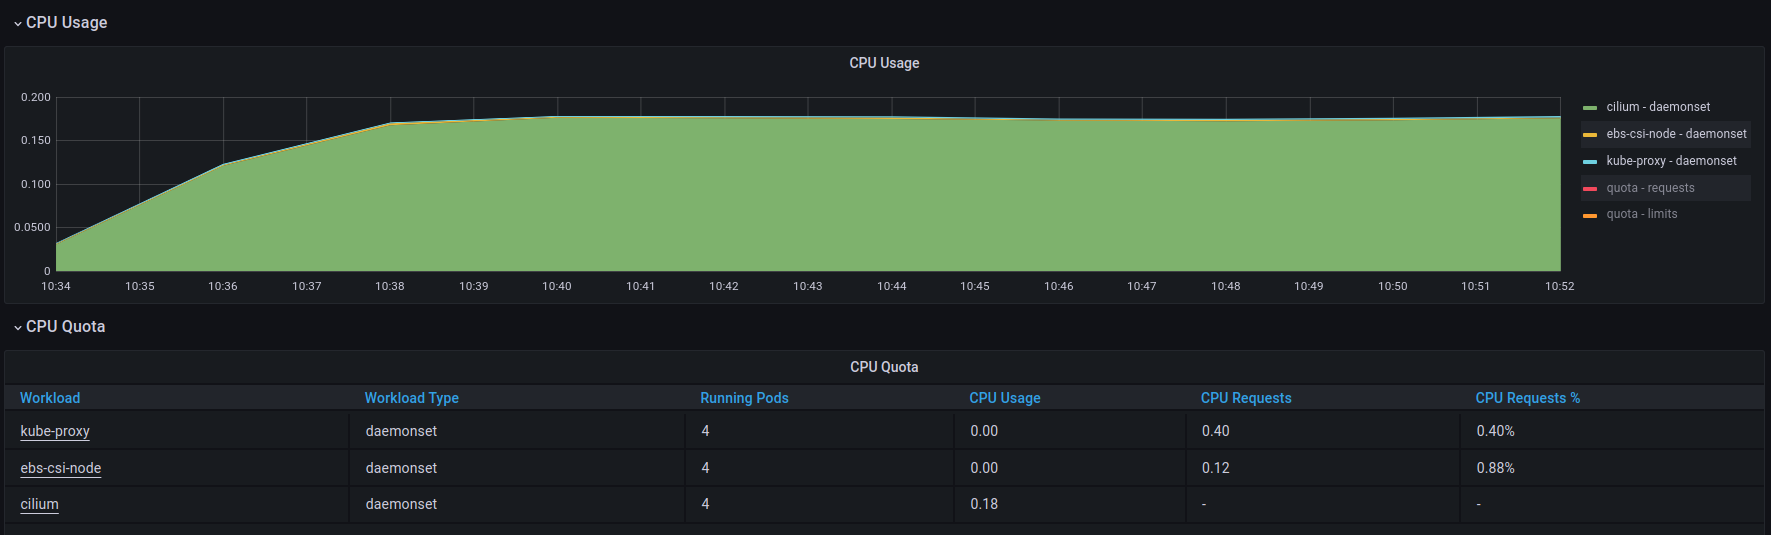 CPU Usage
CPU Usage
0.200
0.150
0.100
0.0500
0
10:34 10:35 10:36 10:37 10:38 10:39 10:40 10:41 10:42 10:43 10:44 10:45 10:46 10:47 10:48 10:49 10:50 10:51 10:52
cilium - daemonset
ebs-csi-node - daemonset
kube-proxy - daemonset
quota - requests
quota - limits
CPU Quota
CPU Quota
Workload Workload Type Running Pods CPU Usage CPU Requests CPU Requests %
kube-proxy daemonset 4 0.00 0.40 0.40%
ebs-csi-node daemonset 4 0.00 0.12 0.88%
cilium daemonset 4 0.18 - -